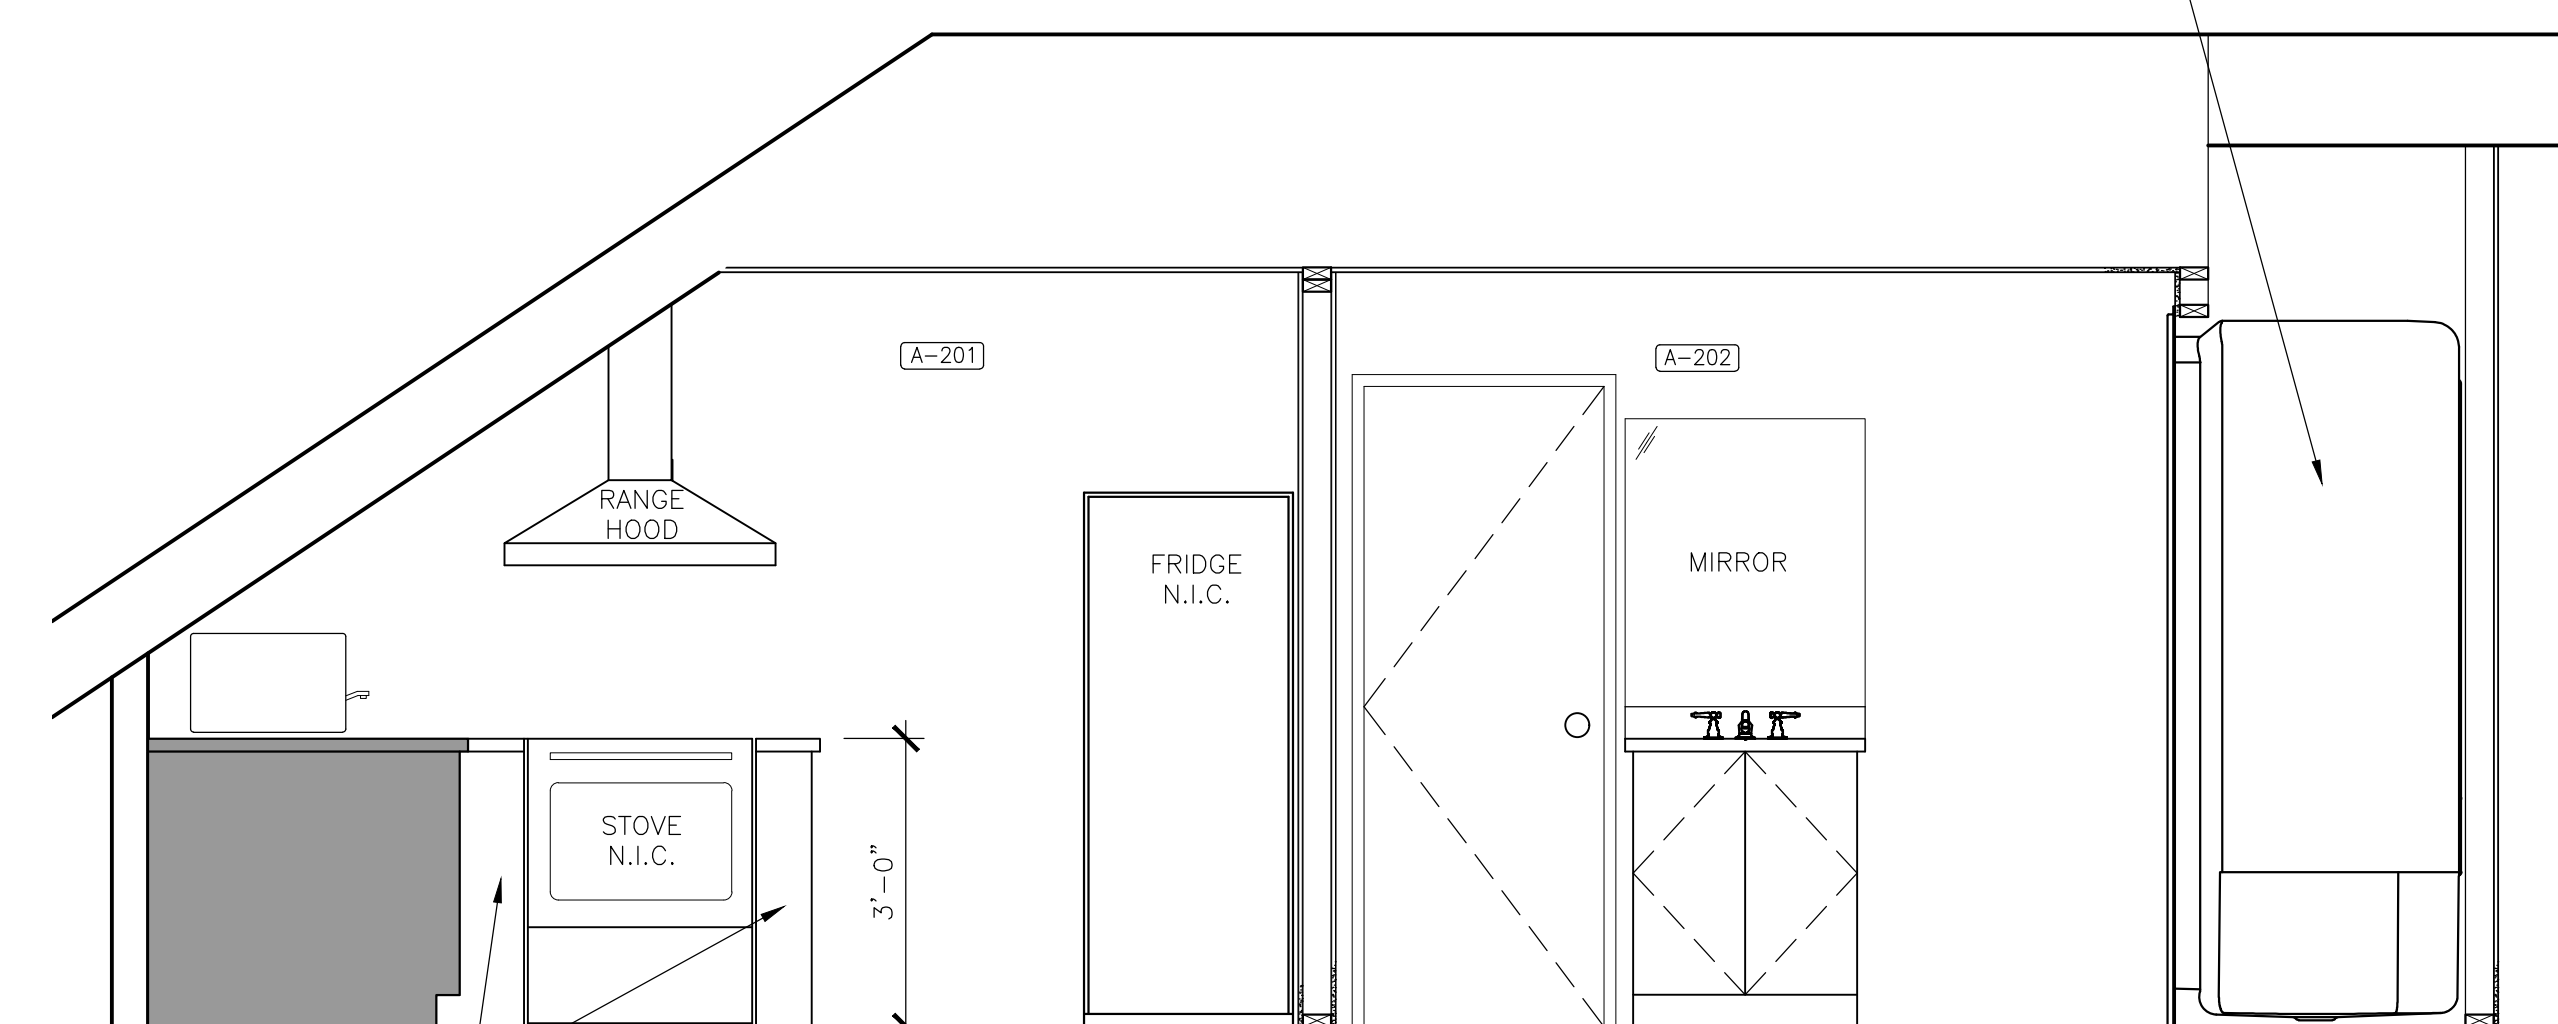 A-201
A-202
RANGE
HOOD
FRIDGE
N.I.C.
MIRROR
STOVE
N.I.C.
3'-0"